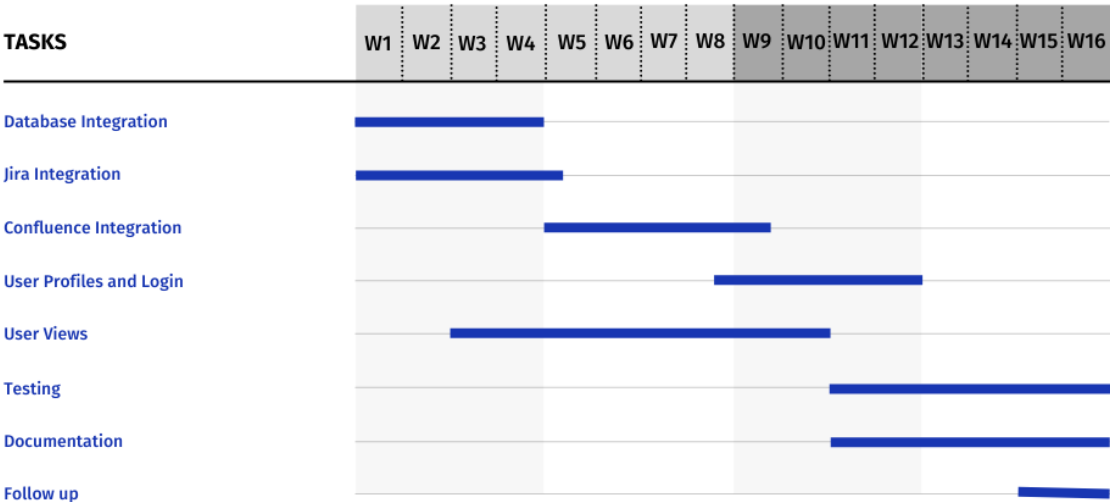 TASKS W1 W2 W3 W4 W5 W6 W7 W8 W9 W10 W11 W12 W13 W14 W15 W16
Database Integration
Jira Integration
Confluence Integration
User Profiles and Login
User Views
Testing
Documentation
Follow up